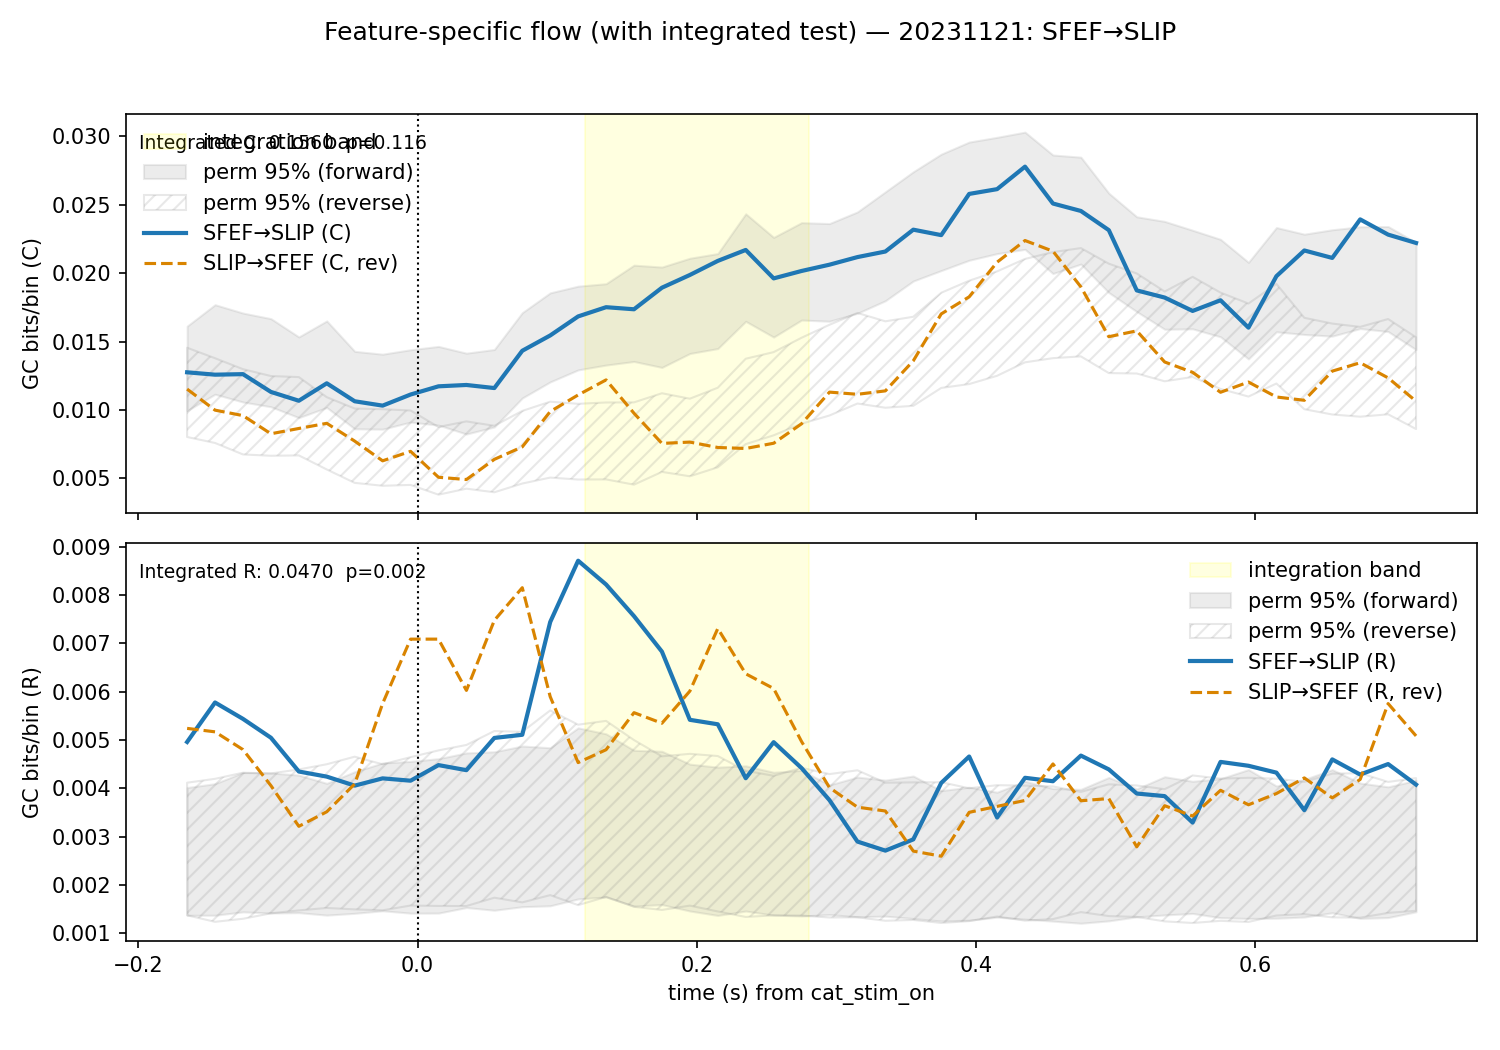 Feature-specific flow (with integrated test) — 20231121: SFEF→SLIP
GC bits/bin (C)
0.030
0.025
0.020
0.015
0.010
0.005
Integrated C: 0.1560 p=0.116
integration band
perm 95% (forward)
perm 95% (reverse)
SFEF→SLIP (C)
SLIP→SFEF (C, rev)
GC bits/bin (R)
0.009
0.008
0.007
0.006
0.005
0.004
0.003
0.002
0.001
Integrated R: 0.0470 p=0.002
integration band
perm 95% (forward)
perm 95% (reverse)
SFEF→SLIP (R)
SLIP→SFEF (R, rev)
−0.2 0.0 0.2 0.4 0.6
time (s) from cat_stim_on